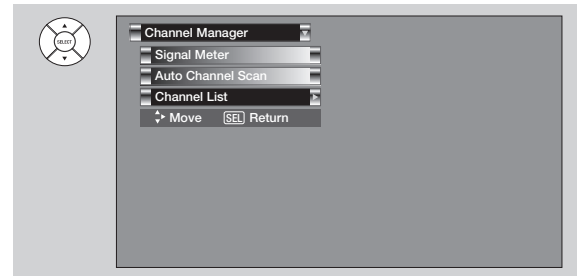 SELECT
Channel Manager
Signal Meter
Auto Channel Scan
Channel List
Move SEL Return